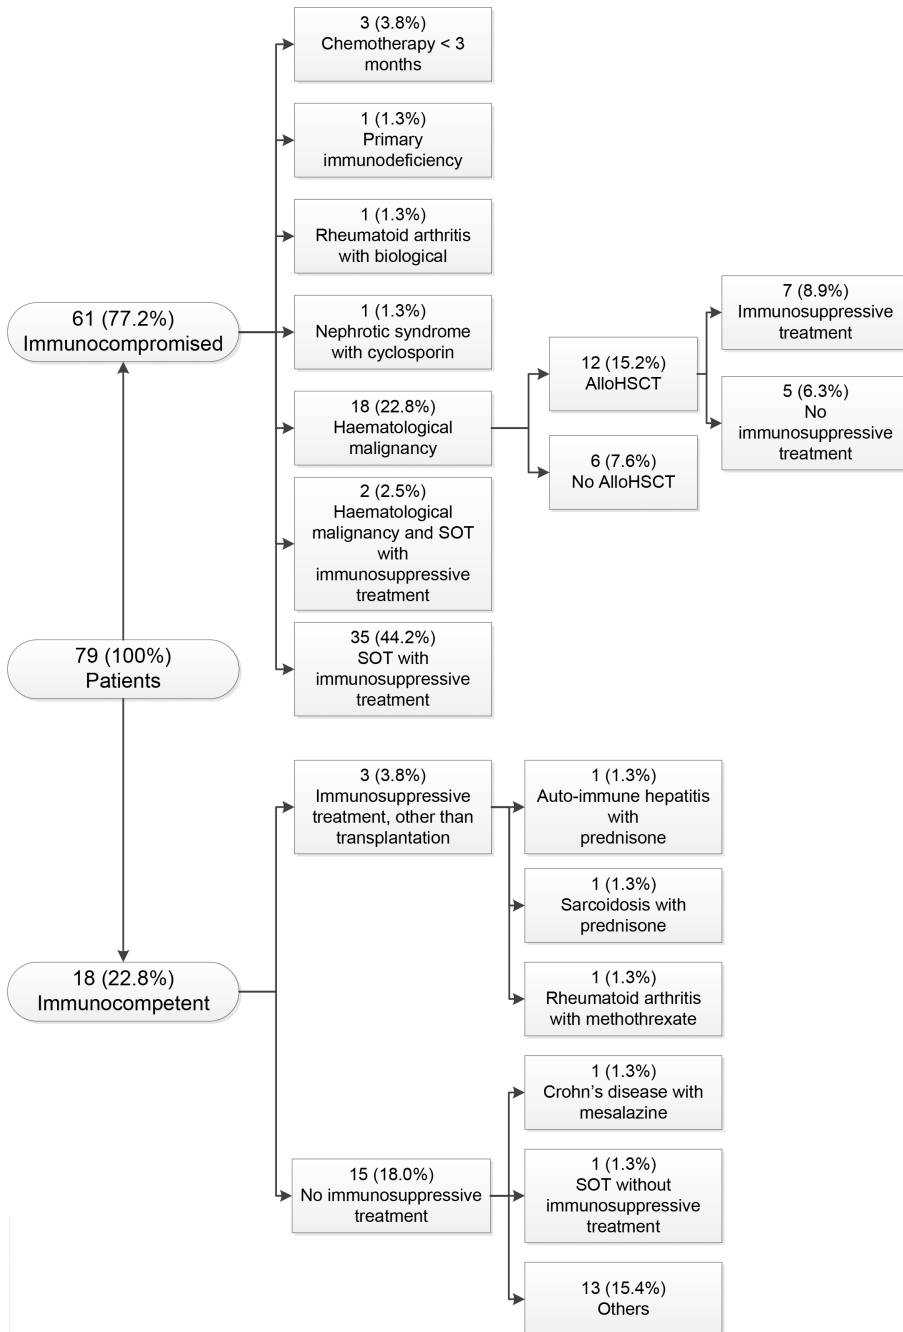 3 (3.8%)
Chemotherapy < 3
months
1 (1.3%)
Primary
immunodeficiency
1 (1.3%)
Rheumatoid arthritis
with biological
61 (77.2%)
Immunocompromised
1 (1.3%)
Nephrotic syndrome
with cyclosporin
18 (22.8%)
Haematological
malignancy
12 (15.2%)
AlloHSCT
7 (8.9%)
Immunosuppressive
treatment
5 (6.3%)
No
immunosuppressive
treatment
6 (7.6%)
No AlloHSCT
2 (2.5%)
Haematological
malignancy and SOT
with
immunosuppressive
treatment
35 (44.2%)
SOT with
immunosuppressive
treatment
79 (100%)
Patients
18 (22.8%)
Immunocompetent
3 (3.8%)
Immunosuppressive
treatment, other than
transplantation
1 (1.3%)
Auto-immune hepatitis
with
prednisone
1 (1.3%)
Sarcoidosis with
prednisone
1 (1.3%)
Rheumatoid arthritis
with methothrexate
15 (18.0%)
No immunosuppressive
treatment
1 (1.3%)
Crohn’s disease with
mesalazine
1 (1.3%)
SOT without
immunosuppressive
treatment
13 (15.4%)
Others